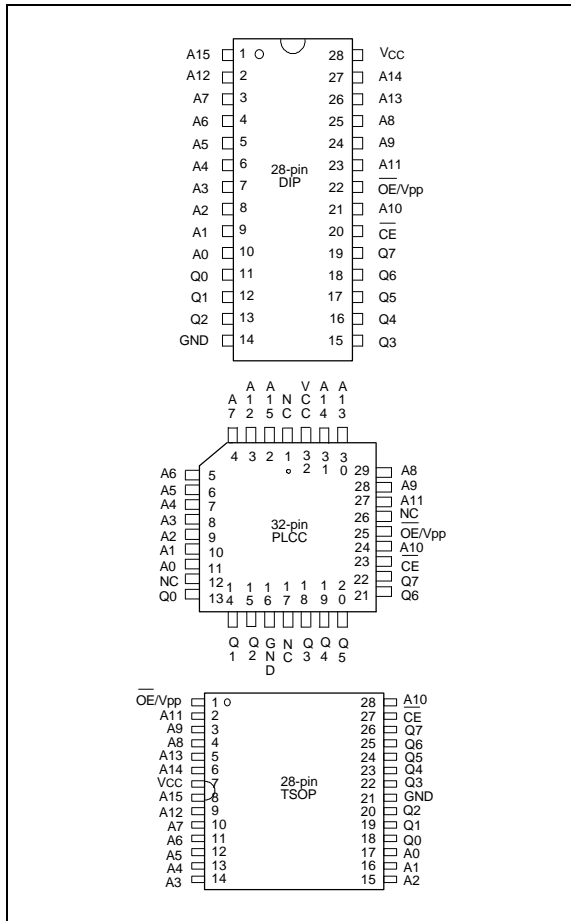 A15 1 28 VCC
A12 2 27 A14
A7 3 26 A13
A6 4 25 A8
A5 5 24 A9
A4 6 23 A11
28-pin
DIP
A3 7 22 OE/Vpp
A2 8 21 A10
A1 9 20 CE
A0 10 19 Q7
Q0 11 18 Q6
Q1 12 17 Q5
Q2 13 16 Q4
GND 14 15 Q3
A7 A12 A15 NC VCC A14 A13
4 3 2 1 32 31 30
A6 5 29 A8
A5 6 28 A9
A4 7 27 A11
A3 8 26 NC
32-pin
PLCC
A2 9 25 OE/Vpp
A1 10 24 A10
A0 11 23 CE
NC 12 22 Q7
Q0 13 21 Q6
14 15 16 17 18 19 20
Q1 Q2 GND NC Q3 Q4 Q5
OE/Vpp 1 28 A10
A11 2 27 CE
A9 3 26 Q7
A8 4 25 Q6
A13 5 24 Q5
A14 6 23 Q4
28-pin
TSOP
VCC 7 22 Q3
A15 8 21 GND
A12 9 20 Q2
A7 10 19 Q1
A6 11 18 Q0
A5 12 17 A0
A4 13 16 A1
A3 14 15 A2